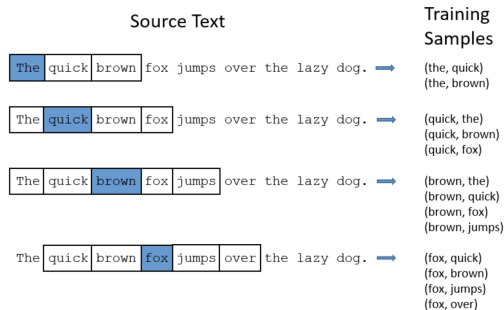 Source Text
Training
Samples
The quick brown fox jumps over the lazy dog.
(the, quick)
(the, brown)
The quick brown fox jumps over the lazy dog.
(quick, the)
(quick, brown)
(quick, fox)
The quick brown fox jumps over the lazy dog.
(brown, the)
(brown, quick)
(brown, fox)
(brown, jumps)
The quick brown fox jumps over the lazy dog.
(fox, quick)
(fox, brown)
(fox, jumps)
(fox, over)